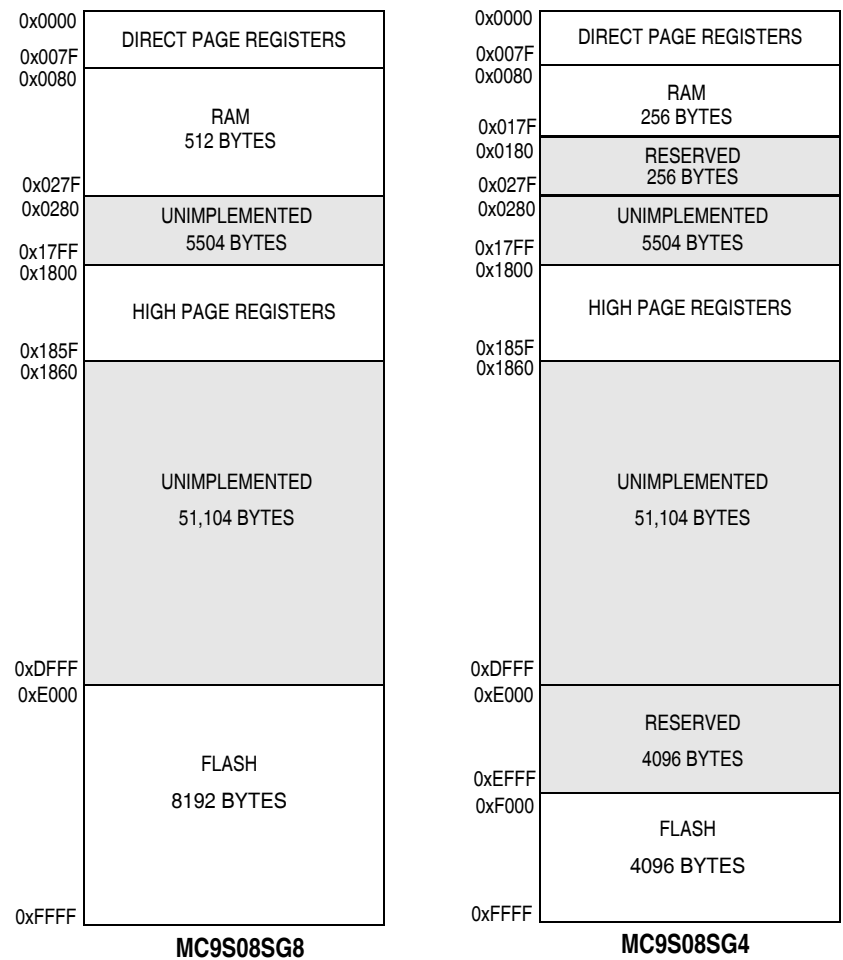 0x0000
DIRECT PAGE REGISTERS
0x007F
0x0080
RAM
512 BYTES
0x027F
0x0280
UNIMPLEMENTED
5504 BYTES
0x17FF
0x1800
HIGH PAGE REGISTERS
0x185F
0x1860
UNIMPLEMENTED
51,104 BYTES
0xDFFF
0xE000
FLASH
8192 BYTES
0xFFFF
MC9S08SG8
0x0000
DIRECT PAGE REGISTERS
0x007F
0x0080
RAM
256 BYTES
0x017F
0x0180
RESERVED
256 BYTES
0x027F
0x0280
UNIMPLEMENTED
5504 BYTES
0x17FF
0x1800
HIGH PAGE REGISTERS
0x185F
0x1860
UNIMPLEMENTED
51,104 BYTES
0xDFFF
0xE000
RESERVED
4096 BYTES
0xEFFF
0xF000
FLASH
4096 BYTES
0xFFFF
MC9S08SG4